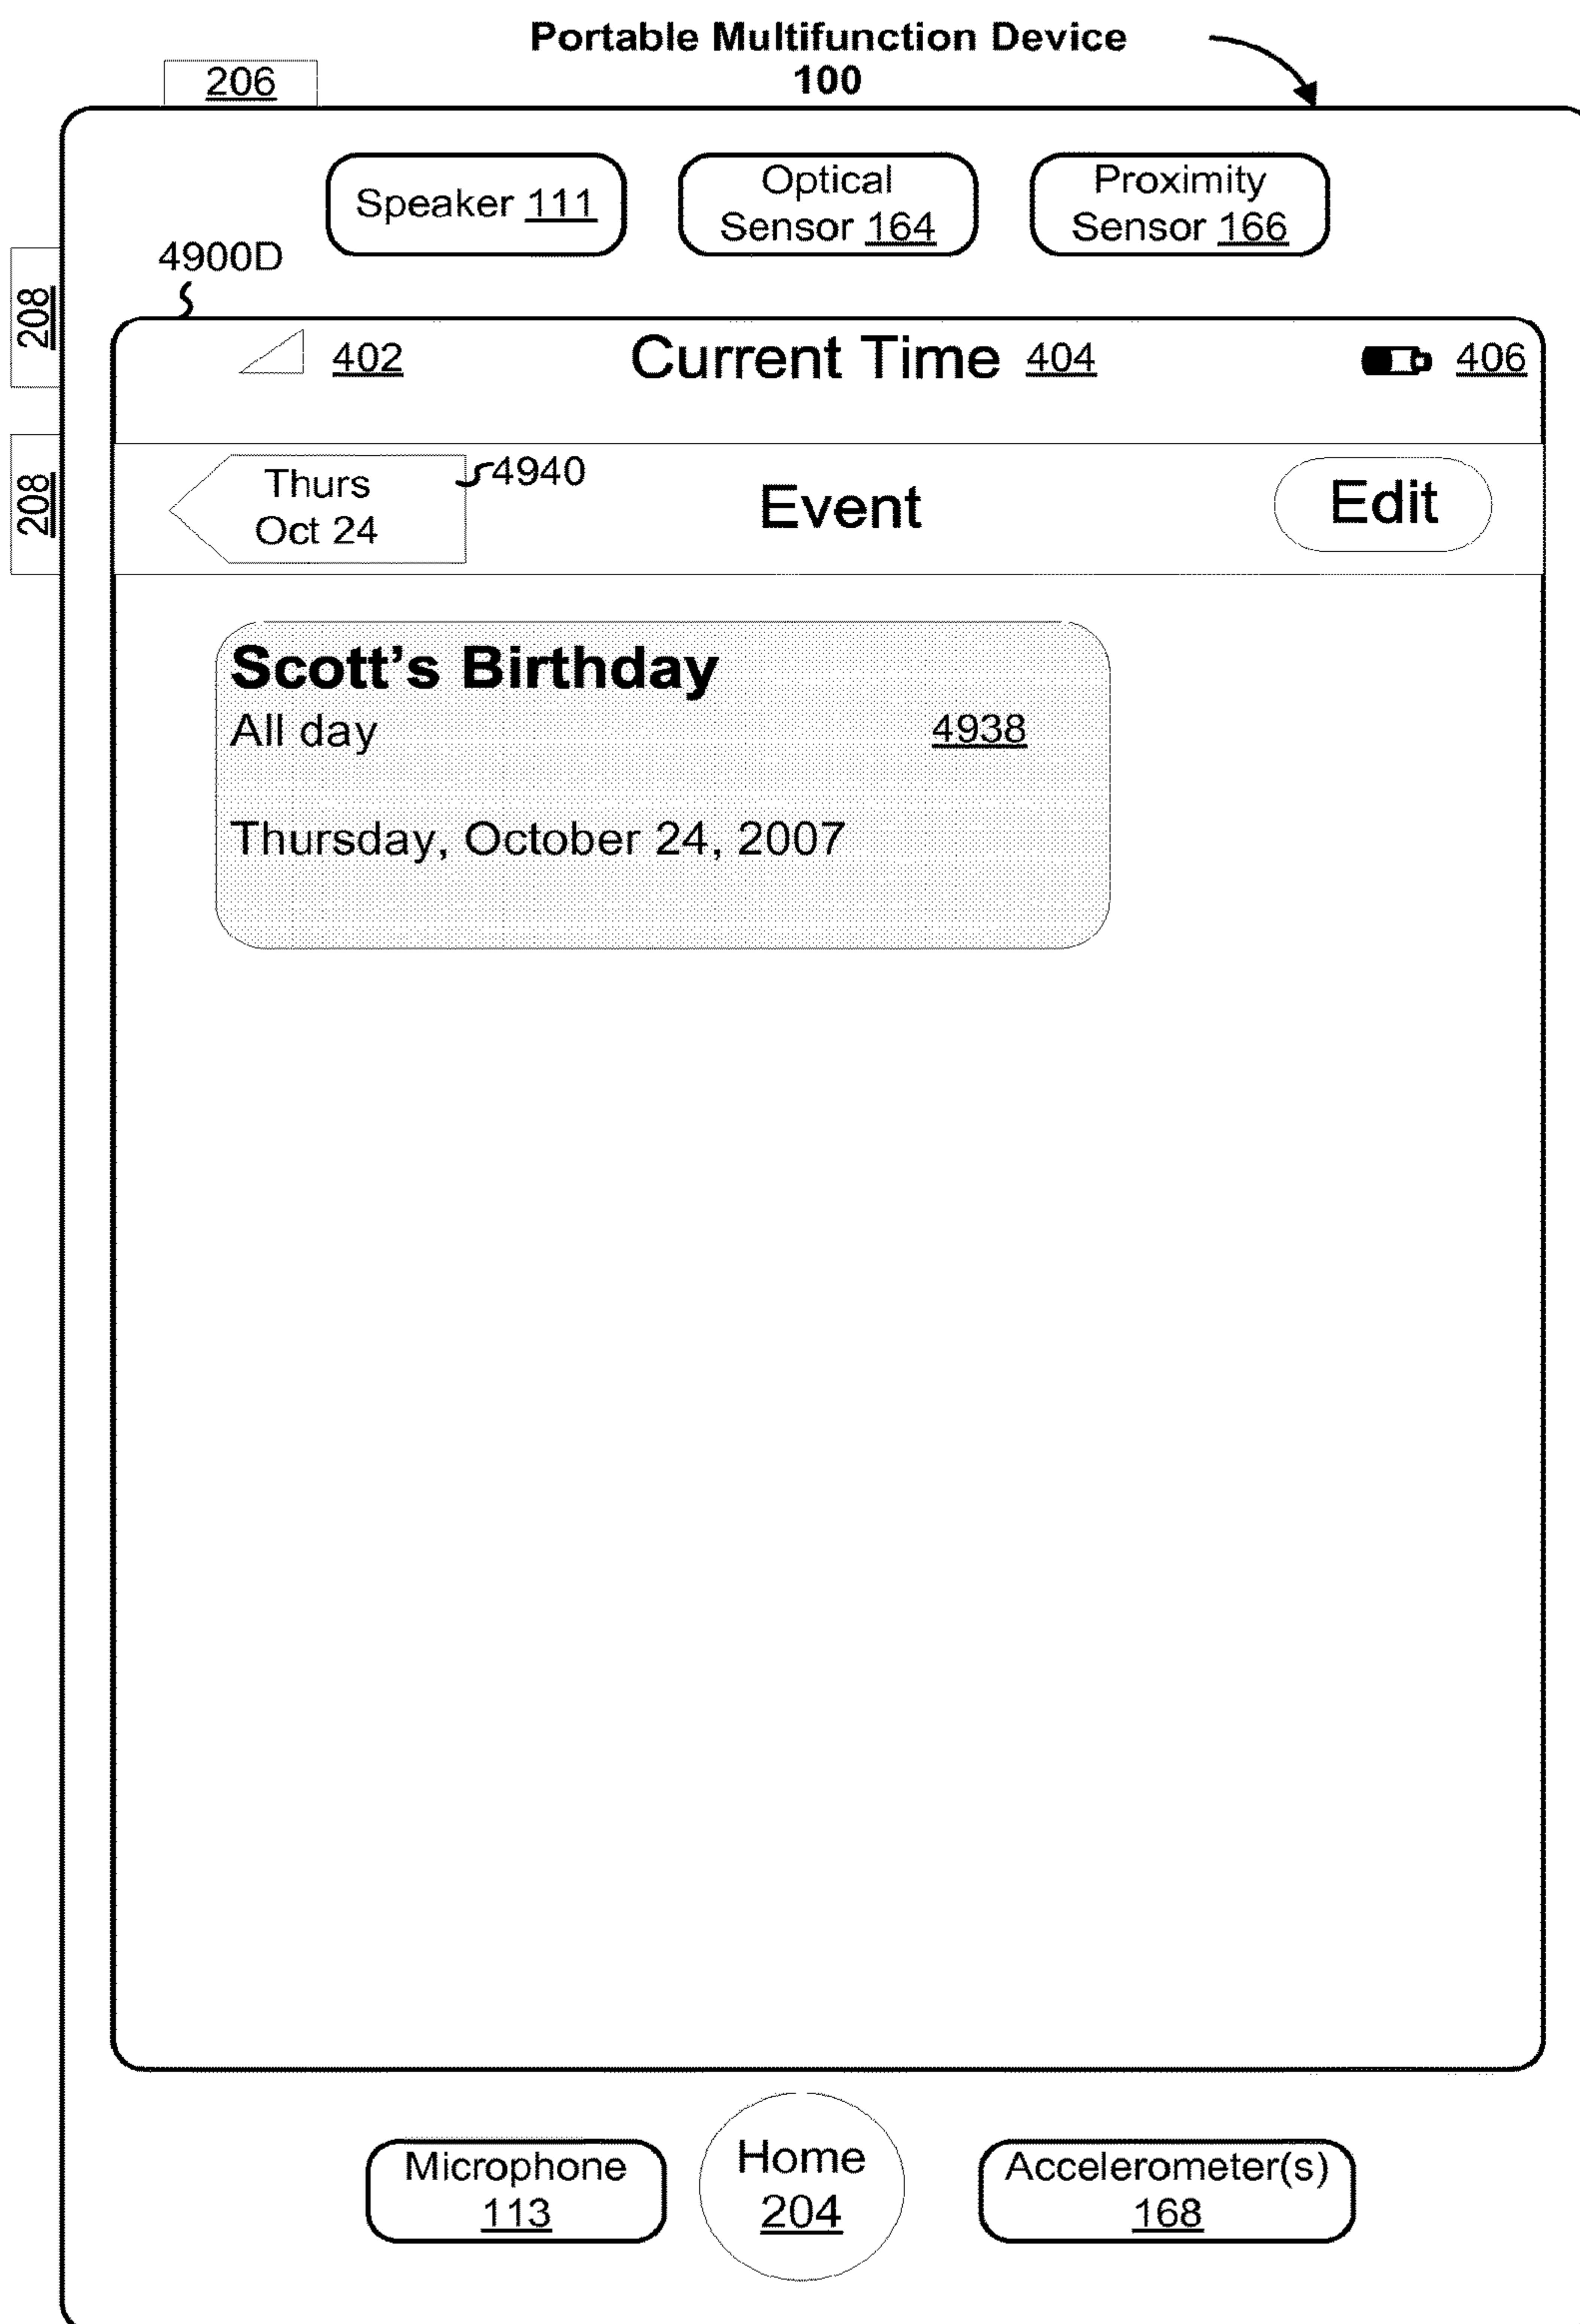 Portable Multifunction Device
100
206
Speaker 111
Optical
Sensor 164
Proximity
Sensor 166
4900D
208
208
402
Current Time 404
406
Thurs
Oct 24
4940
Event
Edit
Scott's Birthday
All day
4938
Thursday, October 24, 2007
Microphone
113
Home
204
Accelerometer(s)
168